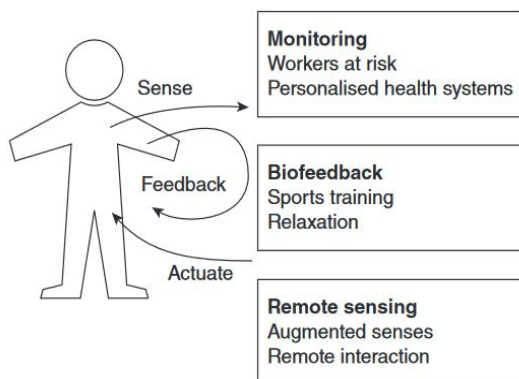 Sense
Feedback
Actuate
Monitoring
Workers at risk
Personalised health systems
Biofeedback
Sports training
Relaxation
Remote sensing
Augmented senses
Remote interaction